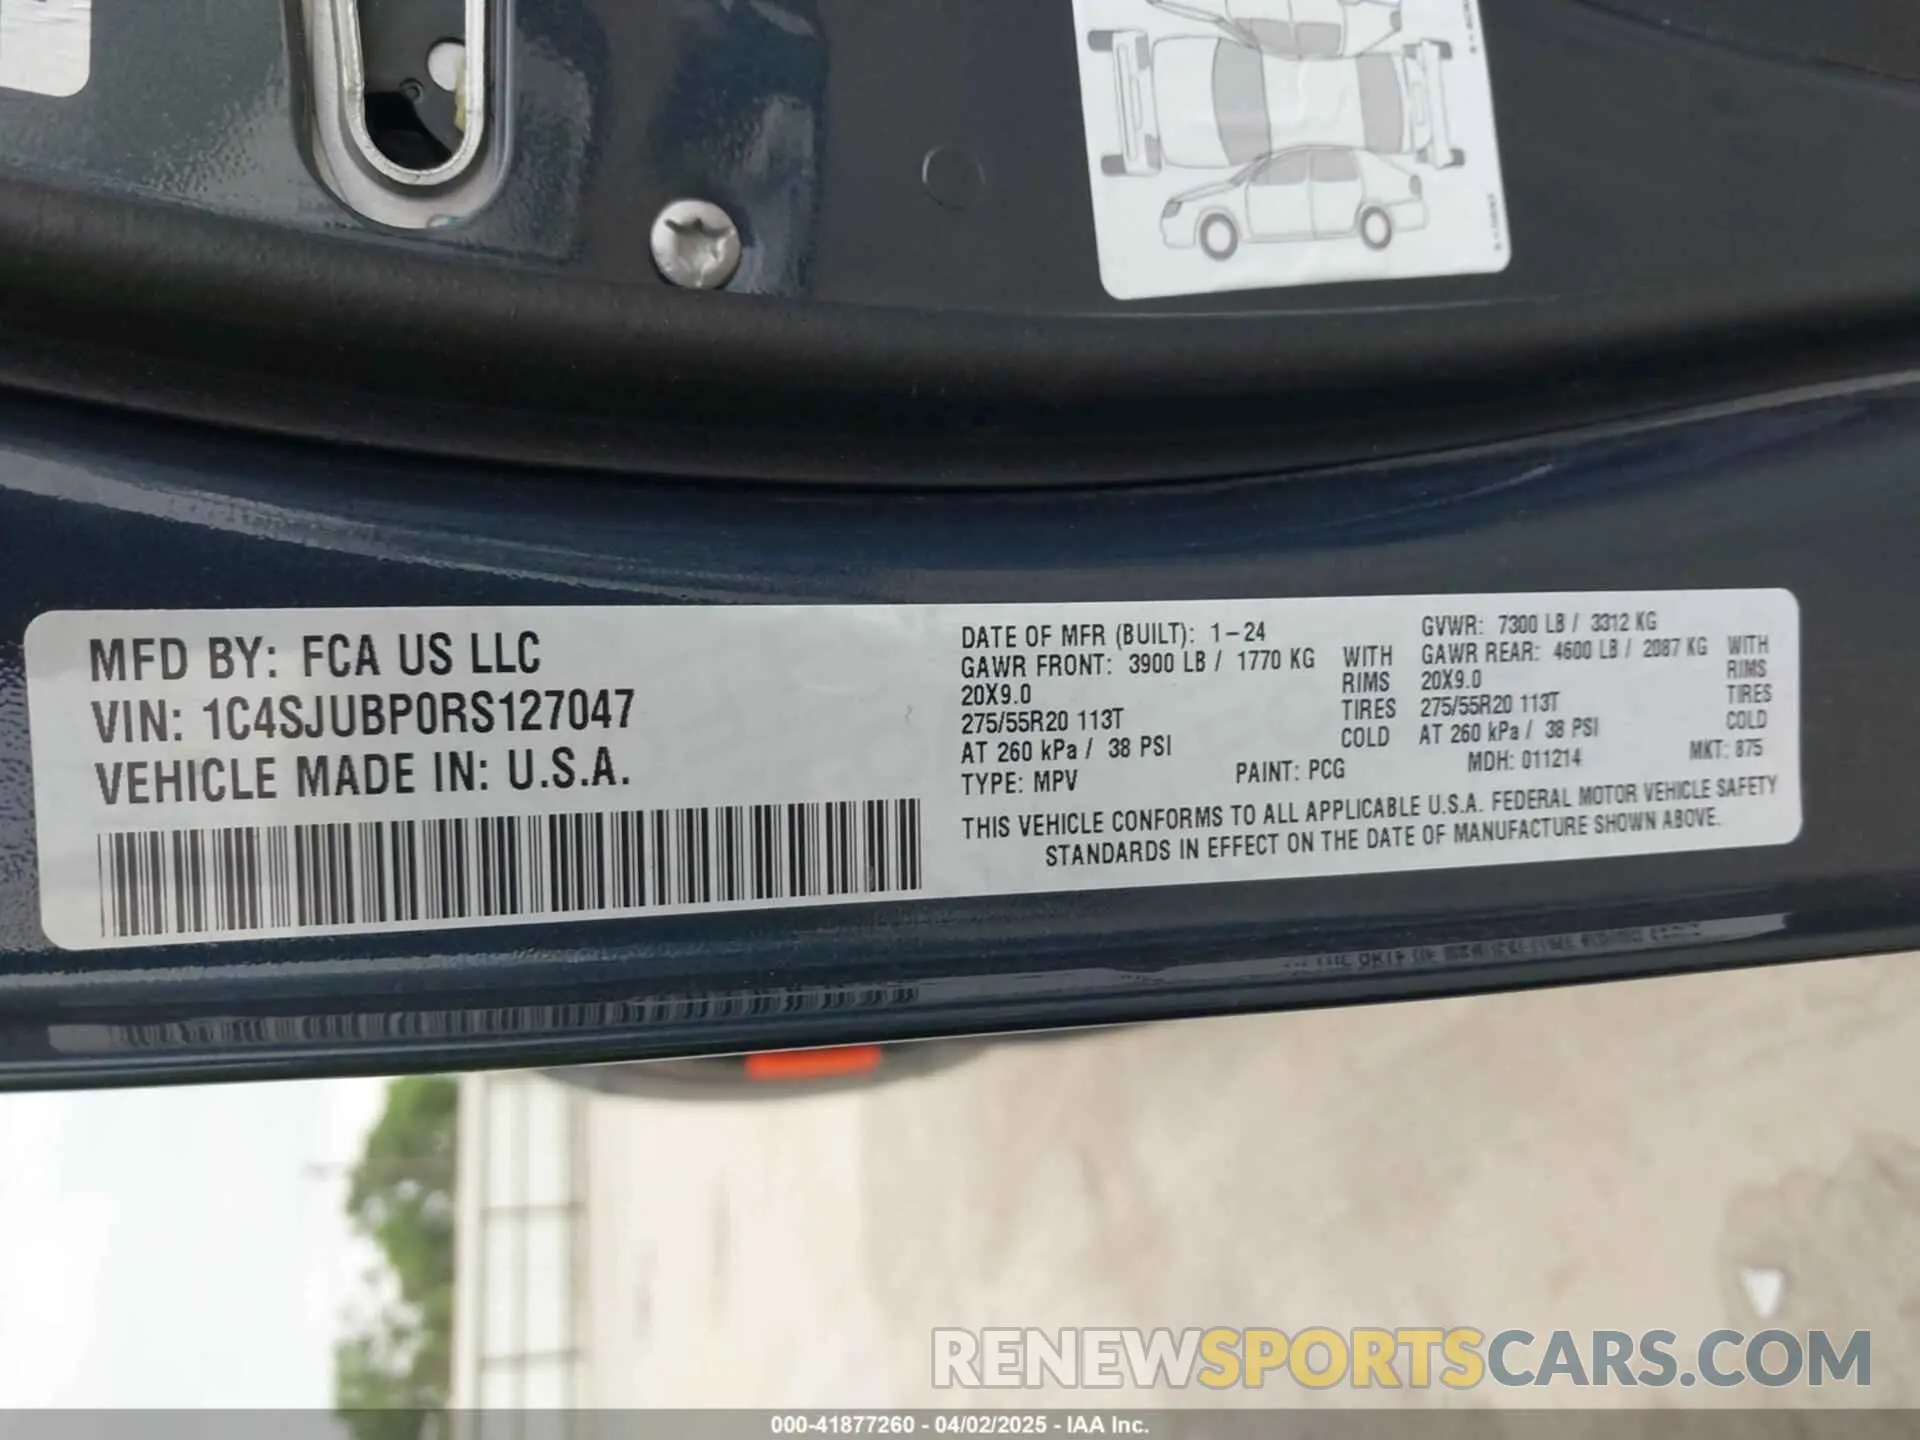 MFD BY: FCA US LLC
VIN: 1C4SJUBP0RS127047
VEHICLE MADE IN: U.S.A.
DATE OF MFR (BUILT): 1-24
GAWR FRONT: 3900 LB / 1770 KG WITH
20X9.0 RIMS
275/55R20 113T TIRES
AT 260 kPa / 38 PSI COLD
GVWR: 7300 LB / 3312 KG
GAWR REAR: 4600 LB / 2087 KG WITH
20X9.0 RIMS
275/55R20 113T TIRES
AT 260 kPa / 38 PSI COLD
TYPE: MPV PAINT: PCG MDH: 011214 MKT: 875
THIS VEHICLE CONFORMS TO ALL APPLICABLE U.S.A. FEDERAL MOTOR VEHICLE SAFETY
STANDARDS IN EFFECT ON THE DATE OF MANUFACTURE SHOWN ABOVE.
RENEWSPORTSCARS.COM
000-41877260 - 04/02/2025 - IAA Inc.